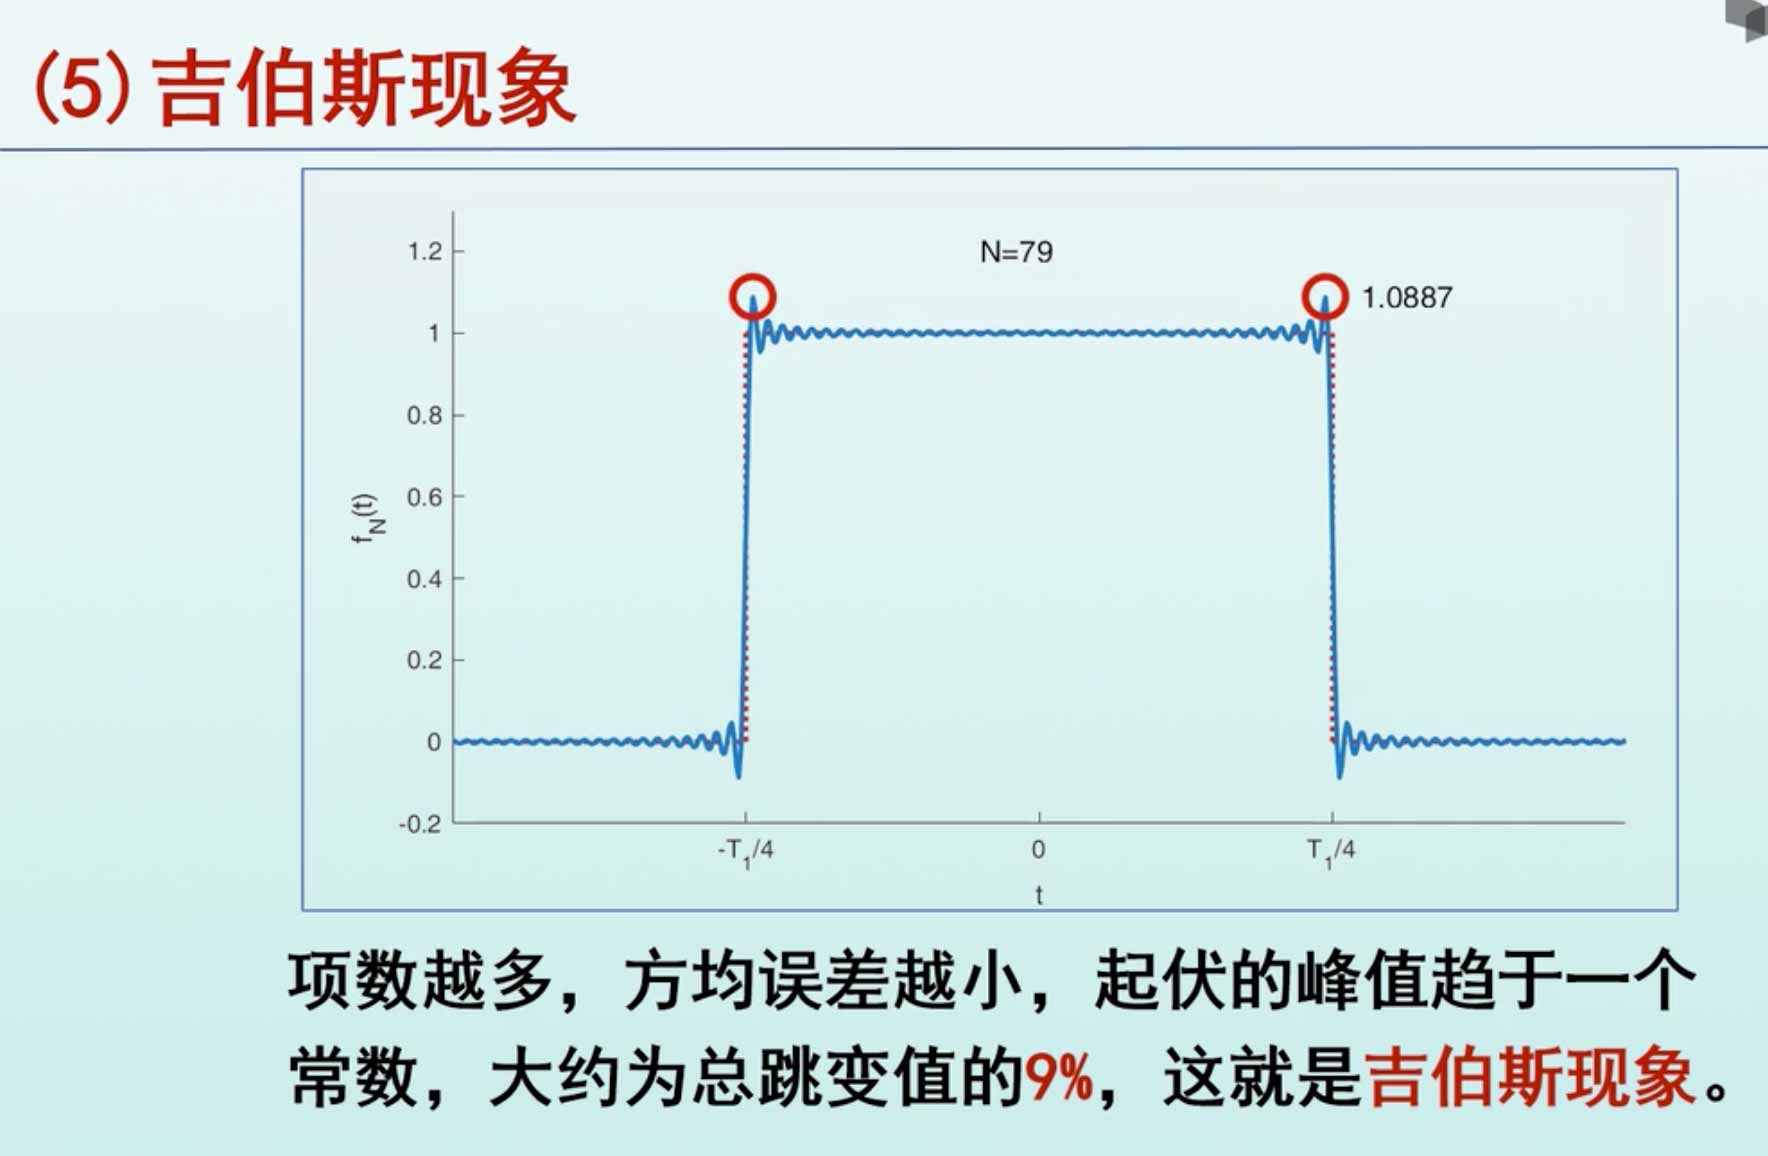 (5)吉伯斯现象
N=79
1.0887
1.2
1
0.8
0.6
0.4
0.2
0
-0.2
f_N(t)
-T_1/4
0
T_1/4
t
项数越多，方均误差越小，起伏的峰值趋于一个
常数，大约为总跳变值的9%，这就是吉伯斯现象。